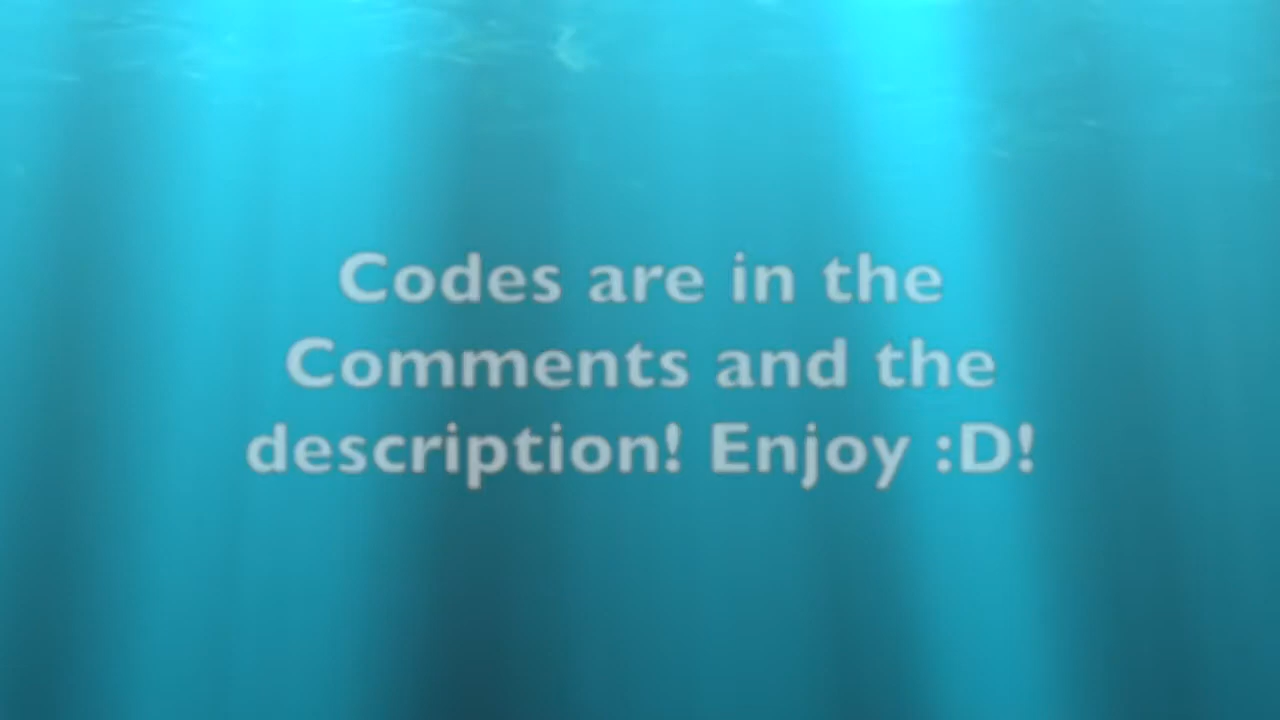 Codes are in the
Comments and the
description! Enjoy :D!